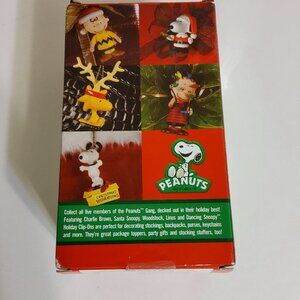 PEANUTS
Collect all five members of the Peanuts™ Gang, decked out in their holiday best!
Featuring Charlie Brown, Santa Snoopy, Woodstock, Linus and Dancing Snoopy™.
Holiday Clip-Ons are perfect for decorating stockings, backpacks, purses, keychains
and more. They're great package toppers, party gifts and stocking stuffers, too!